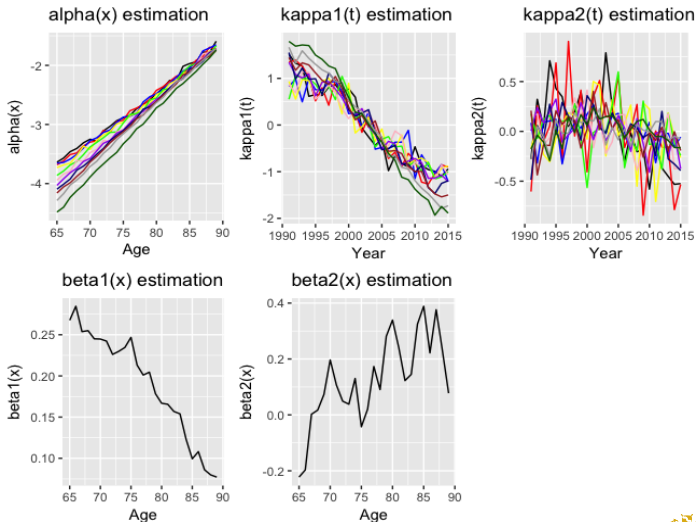 alpha(x) estimation
alpha(x)
-2
-3
-4
65 70 75 80 85 90
Age
kappa1(t) estimation
kappa1(t)
1
0
-1
-2
1990 1995 2000 2005 2010 2015
Year
kappa2(t) estimation
kappa2(t)
0.5
0.0
-0.5
1990 1995 2000 2005 2010 2015
Year
beta1(x) estimation
beta1(x)
0.25
0.20
0.15
0.10
65 70 75 80 85 90
Age
beta2(x) estimation
beta2(x)
0.4
0.2
0.0
-0.2
65 70 75 80 85 90
Age